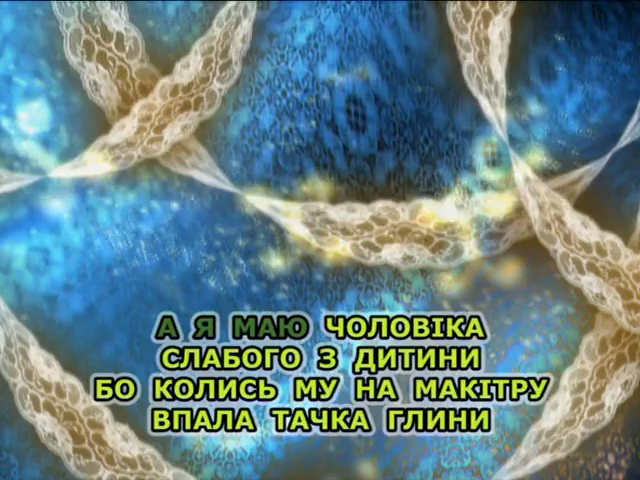 А Я МАЮ ЧОЛОВІКА
СЛАБОГО З ДИТИНИ
БО КОЛИСЬ МУ НА МАКІТРУ
ВПАЛА ТАЧКА ГЛИНИ